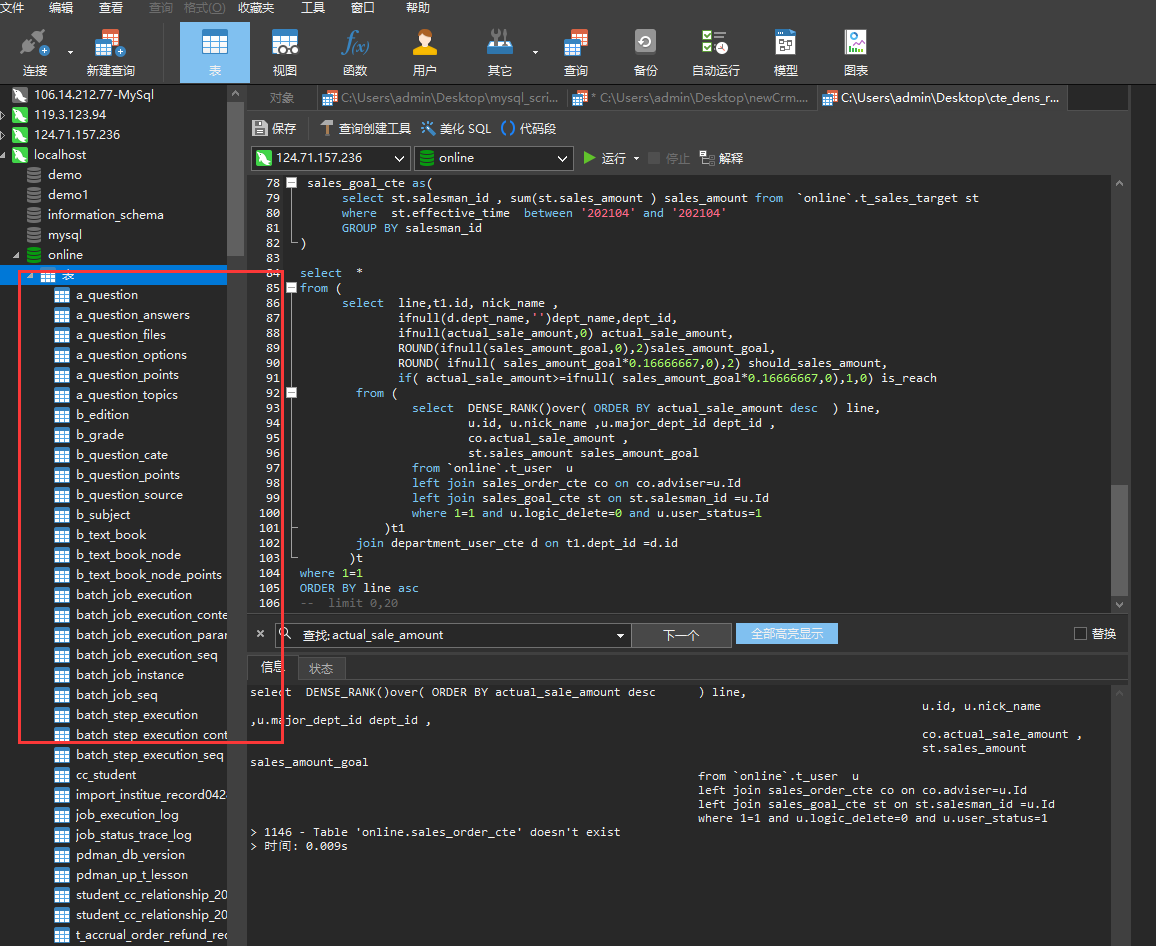 文件 编辑 查看 查询 格式(O) 收藏夹 工具 窗口 帮助
连接 新建查询 表 视图 函数 用户 其它 查询 备份 自动运行 模型 图表
f(x)
106.14.212.77-MySql
119.3.123.94
124.71.157.236
localhost
demo
demo1
information_schema
mysql
online
表
a_question
a_question_answers
a_question_files
a_question_options
a_question_points
a_question_topics
b_edition
b_grade
b_question_cate
b_question_points
b_question_source
b_subject
b_text_book
b_text_book_node
b_text_book_node_points
batch_job_execution
batch_job_execution_conte
batch_job_execution_parar
batch_job_execution_seq
batch_job_instance
batch_job_seq
batch_step_execution
batch_step_execution_cont
batch_step_execution_seq
cc_student
import_institue_record042
job_execution_log
job_status_trace_log
pdman_db_version
pdman_up_t_lesson
student_cc_relationship_20
student_cc_relationship_20
t_accrual_order_refund_rec
对象 C:\Users\admin\Desktop\mysql_scri... * C:\Users\admin\Desktop\newCrm.... C:\Users\admin\Desktop\cte_dens_r...
保存 查询创建工具 美化 SQL () 代码段
124.71.157.236 online 运行 停止 解释
78 sales_goal_cte as(
79 select st.salesman_id , sum(st.sales_amount ) sales_amount from `online`.t_sales_target st
80 where st.effective_time between '202104' and '202104'
81 GROUP BY salesman_id
82 )
83
84 select *
85 from (
86 select line,t1.id, nick_name ,
87 ifnull(d.dept_name,'')dept_name,dept_id,
88 ifnull(actual_sale_amount,0) actual_sale_amount,
89 ROUND(ifnull(sales_amount_goal,0),2)sales_amount_goal,
90 ROUND( ifnull( sales_amount_goal*0.16666667,0),2) should_sales_amount,
91 if( actual_sale_amount>=ifnull( sales_amount_goal*0.16666667,0),1,0) is_reach
92 from (
93 select DENSE_RANK()over( ORDER BY actual_sale_amount desc ) line,
94 u.id, u.nick_name ,u.major_dept_id dept_id ,
95 co.actual_sale_amount ,
96 st.sales_amount sales_amount_goal
97 from `online`.t_user u
98 left join sales_order_cte co on co.adviser=u.Id
99 left join sales_goal_cte st on st.salesman_id =u.Id
100 where 1=1 and u.logic_delete=0 and u.user_status=1
101 )t1
102 join department_user_cte d on t1.dept_id =d.id
103 )t
104 where 1=1
105 ORDER BY line asc
106 -- limit 0,20
× 查找: actual_sale_amount 下一个 全部高亮显示 替换
信息 状态
select DENSE_RANK()over( ORDER BY actual_sale_amount desc ) line,
u.id, u.nick_name
,u.major_dept_id dept_id ,
co.actual_sale_amount ,
st.sales_amount
sales_amount_goal
from `online`.t_user u
left join sales_order_cte co on co.adviser=u.Id
left join sales_goal_cte st on st.salesman_id =u.Id
where 1=1 and u.logic_delete=0 and u.user_status=1
> 1146 - Table 'online.sales_order_cte' doesn't exist
> 时间: 0.009s